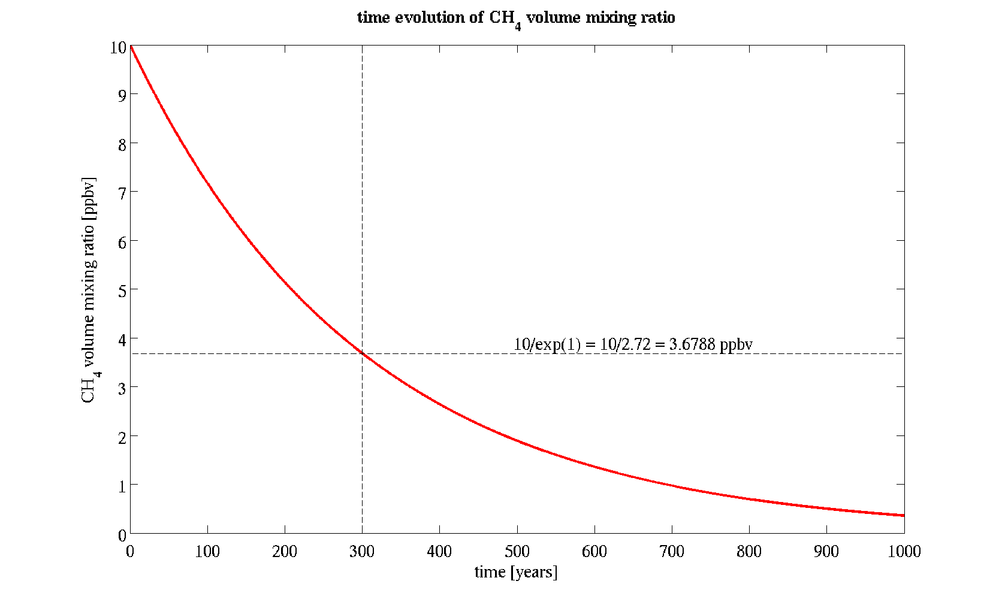 time evolution of CH4 volume mixing ratio
CH4 volume mixing ratio [ppbv]
10
9
8
7
6
5
4
3
2
1
0
10/exp(1) = 10/2.72 = 3.6788 ppbv
0 100 200 300 400 500 600 700 800 900 1000
time [years]